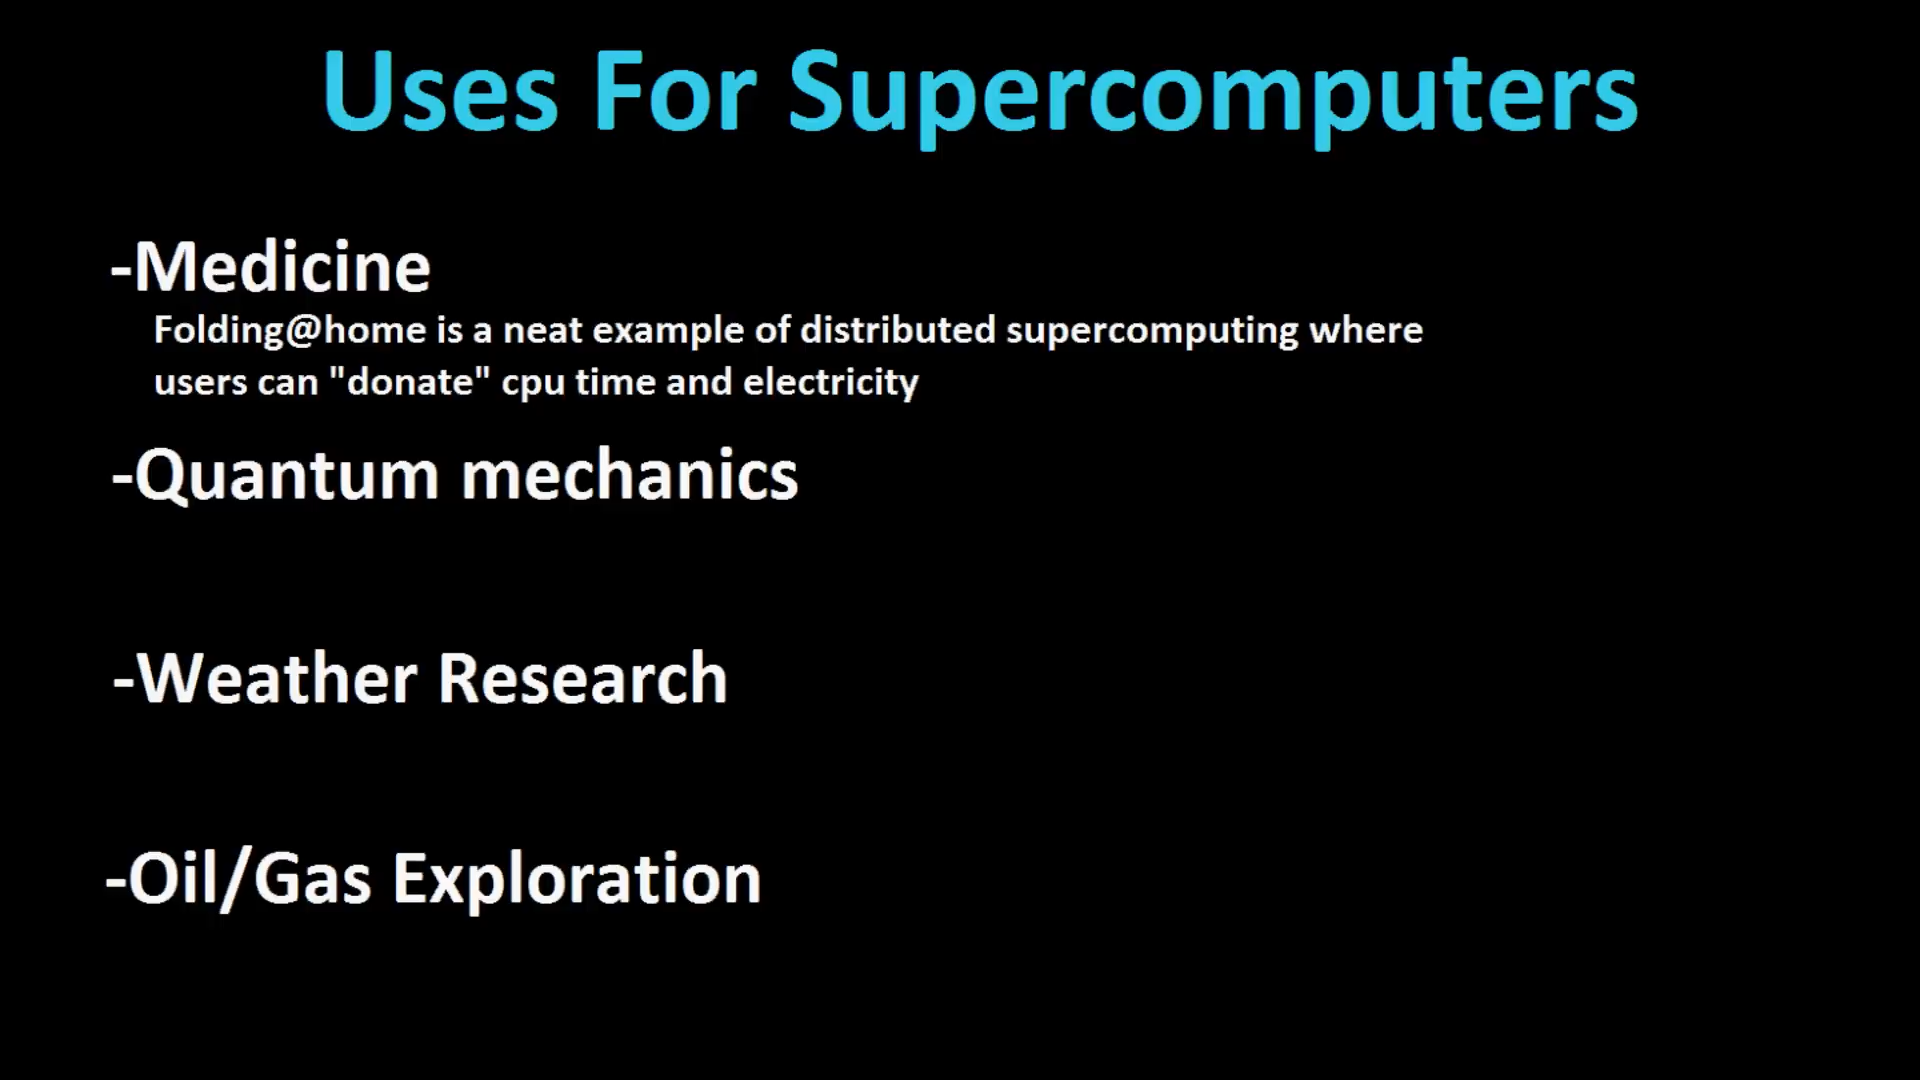 Uses For Supercomputers
-Medicine
Folding@home is a neat example of distributed supercomputing where
users can "donate" cpu time and electricity
-Quantum mechanics
-Weather Research
-Oil/Gas Exploration